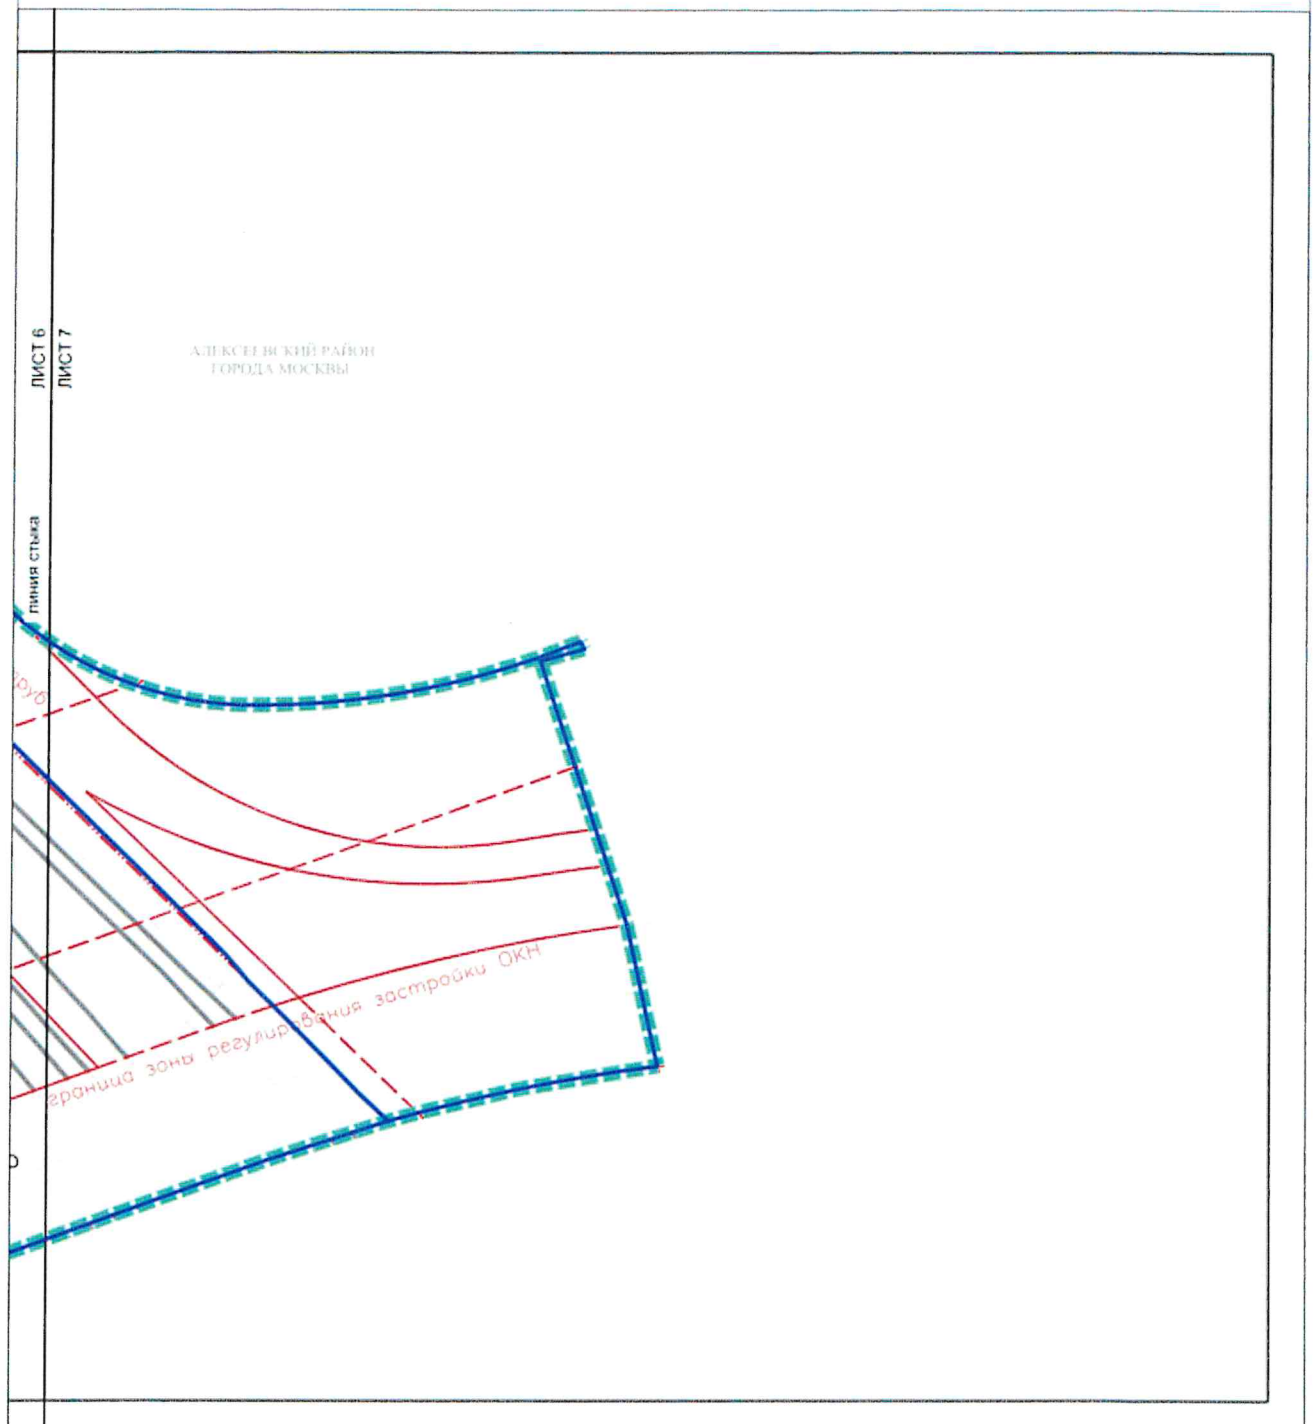 ЛИСТ 6
ЛИСТ 7
АЛЕКСЕЕВСКИЙ РАЙОН
ГОРОДА МОСКВЫ
линия стыка
граница зоны регулирования застройки ОКН